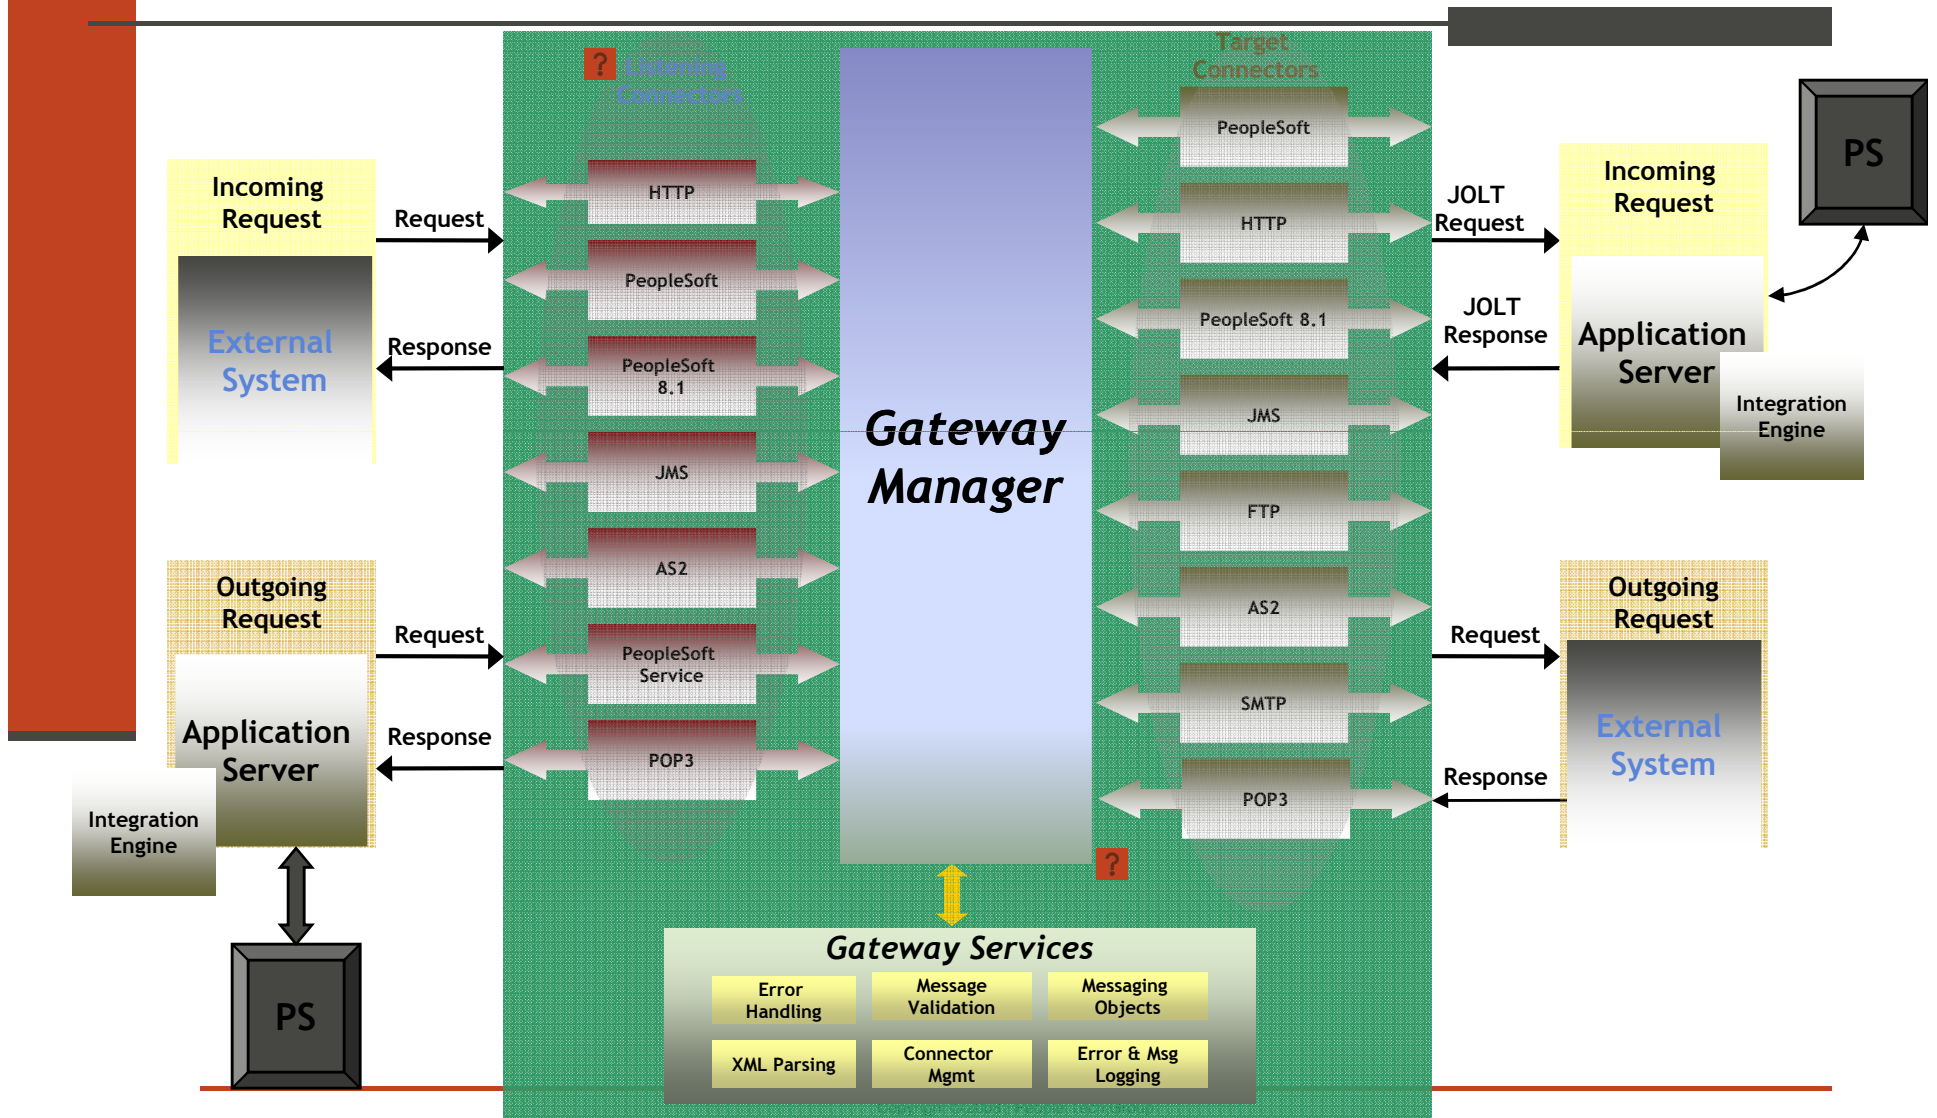 Listening
Connectors
?
Target
Connectors
Incoming
Request
External
System
Request
Response
HTTP
PeopleSoft
PeopleSoft
8.1
JMS
AS2
PeopleSoft
Service
POP3
Gateway
Manager
PeopleSoft
HTTP
PeopleSoft 8.1
JMS
FTP
AS2
SMTP
POP3
?
JOLT
Request
JOLT
Response
Incoming
Request
Application
Server
Integration
Engine
PS
Outgoing
Request
Application
Server
Integration
Engine
PS
Request
Response
Request
Response
Outgoing
Request
External
System
Gateway Services
Error
Handling
Message
Validation
Messaging
Objects
XML Parsing
Connector
Mgmt
Error & Msg
Logging